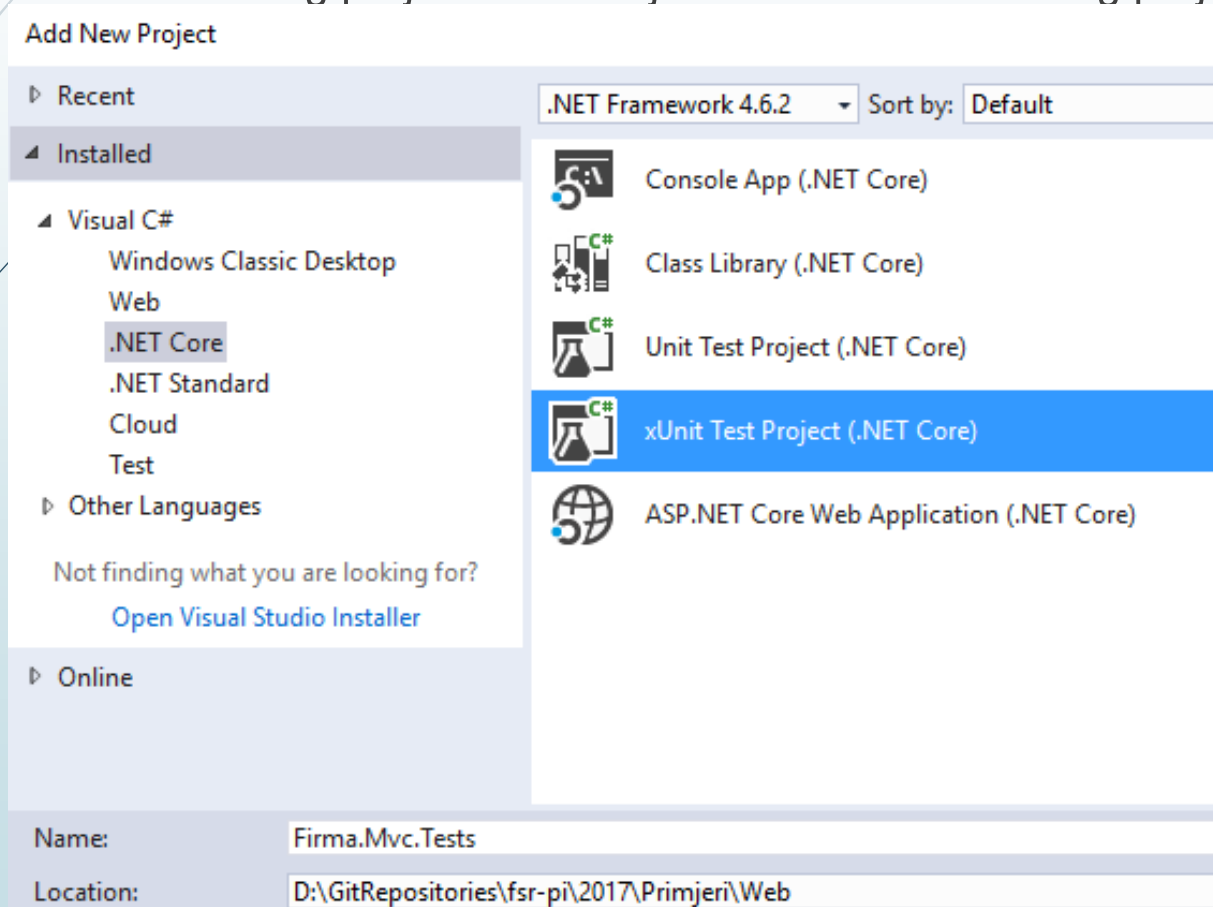 Add New Project
Recent
Installed
Visual C#
Windows Classic Desktop
Web
.NET Core
.NET Standard
Cloud
Test
Other Languages
Not finding what you are looking for?
Open Visual Studio Installer
Online
.NET Framework 4.6.2 Sort by: Default
C:\ Console App (.NET Core)
C# Class Library (.NET Core)
C# Unit Test Project (.NET Core)
C# xUnit Test Project (.NET Core)
ASP.NET Core Web Application (.NET Core)
Name: Firma.Mvc.Tests
Location: D:\GitRepositories\fsr-pi\2017\Primjeri\Web